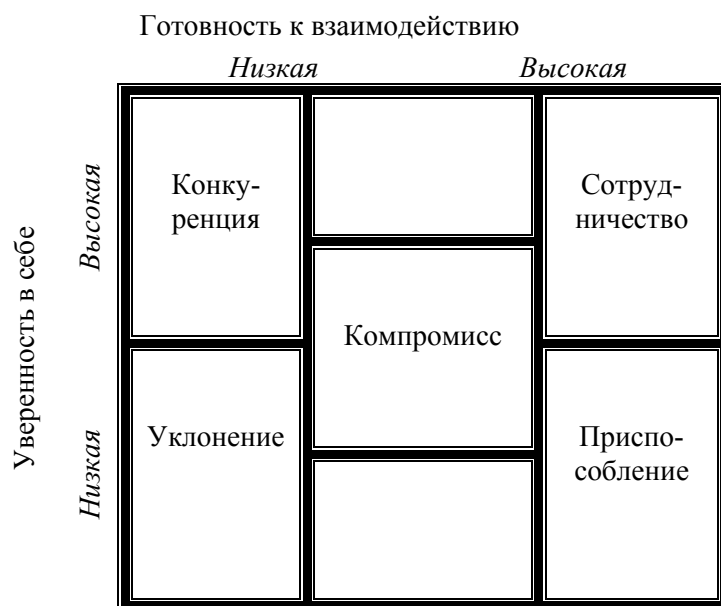 Готовность к взаимодействию
Низкая
Высокая
Уверенность в себе
Высокая
Низкая
Конку-
ренция
Сотруд-
ничество
Компромисс
Уклонение
Приспо-
собление